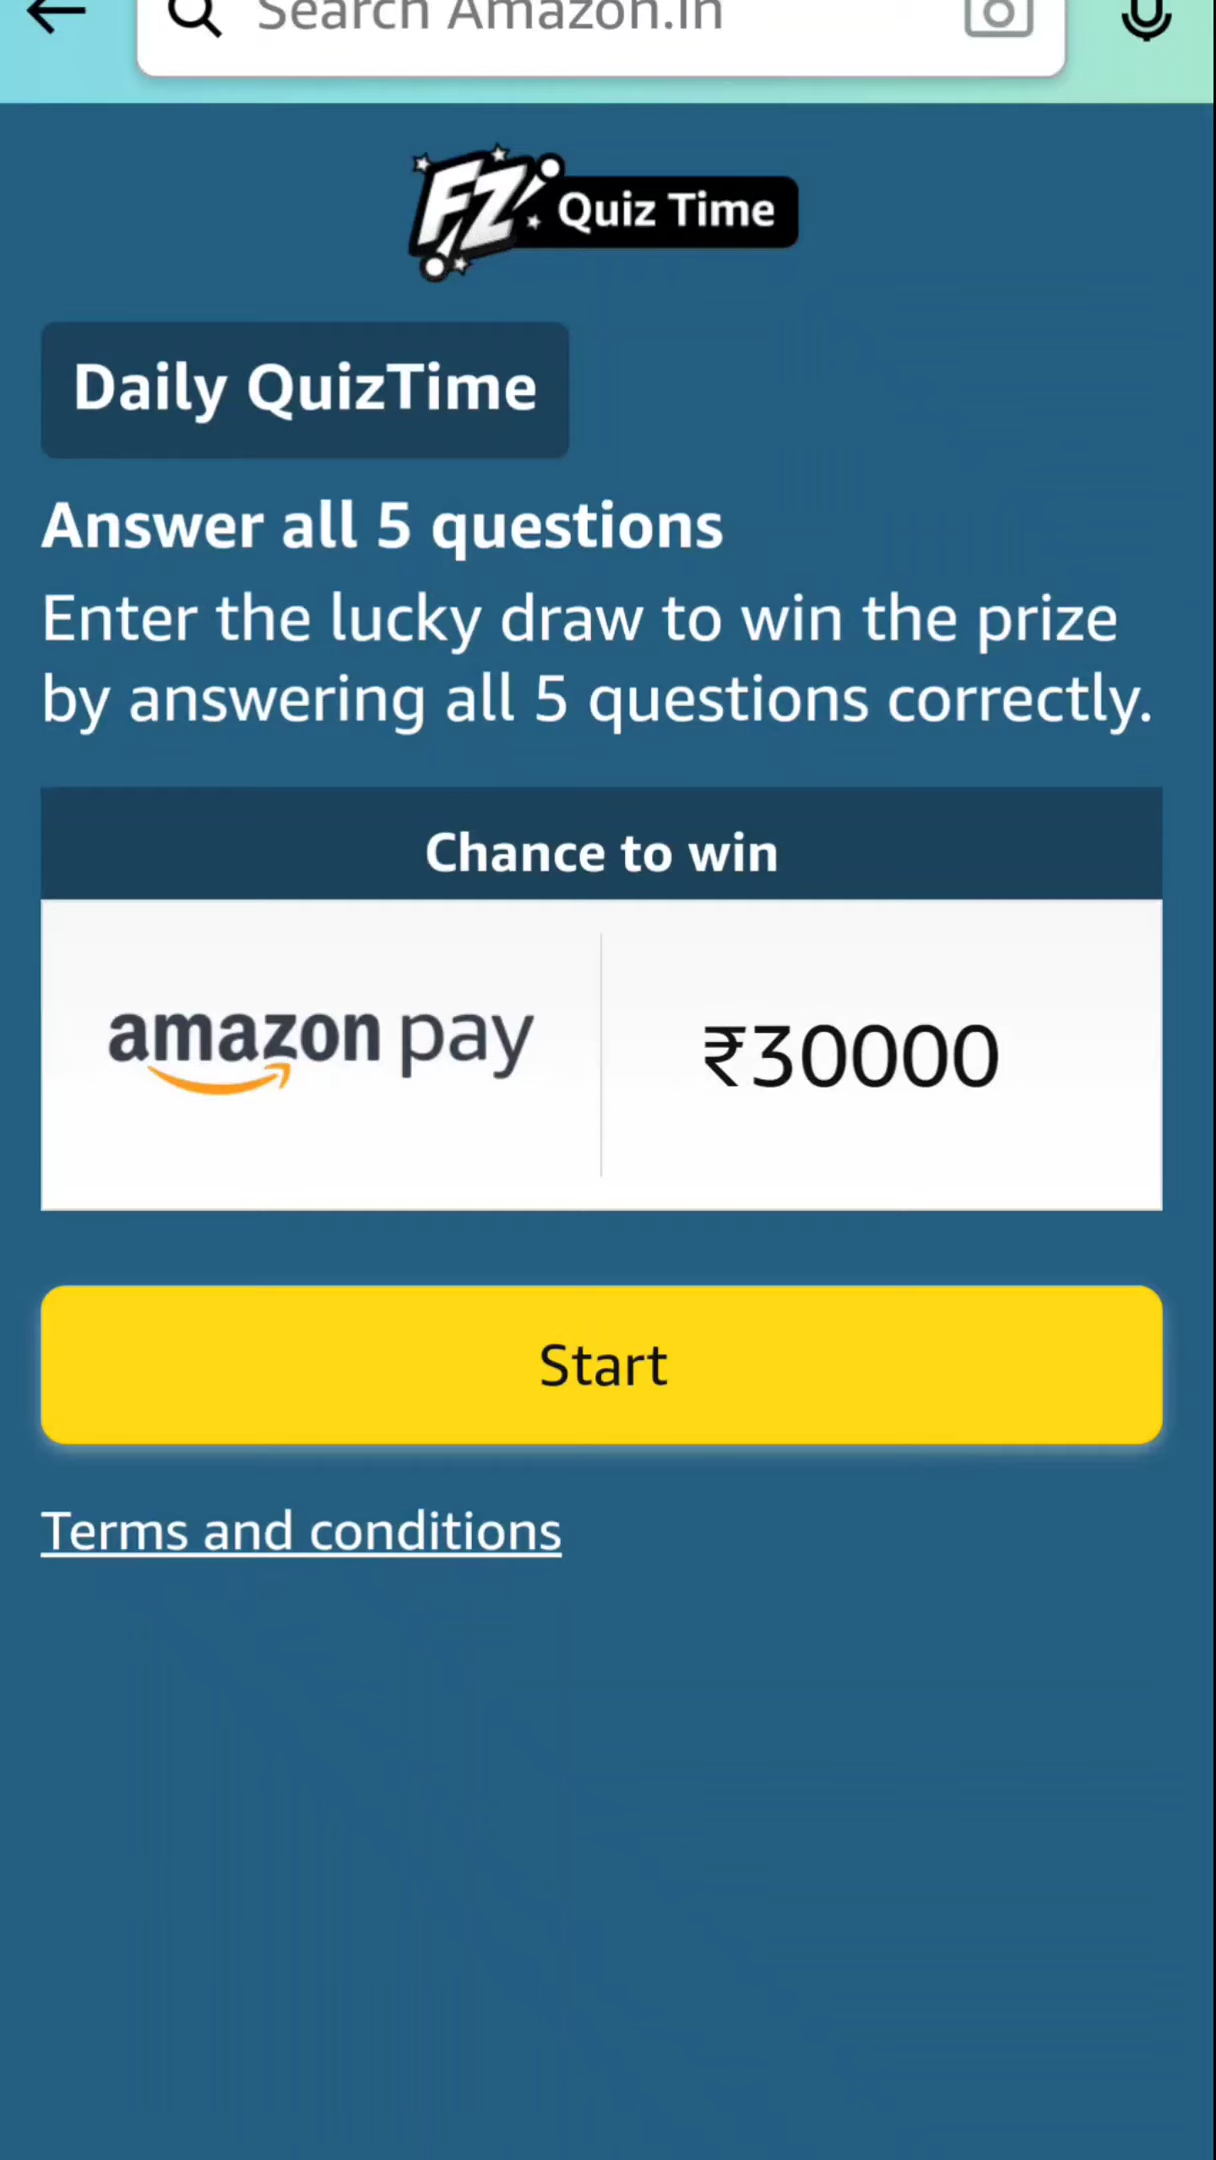 Search Amazon.in
FZ Quiz Time
Daily QuizTime
Answer all 5 questions
Enter the lucky draw to win the prize
by answering all 5 questions correctly.
Chance to win
amazon pay
₹30000
Start
Terms and conditions